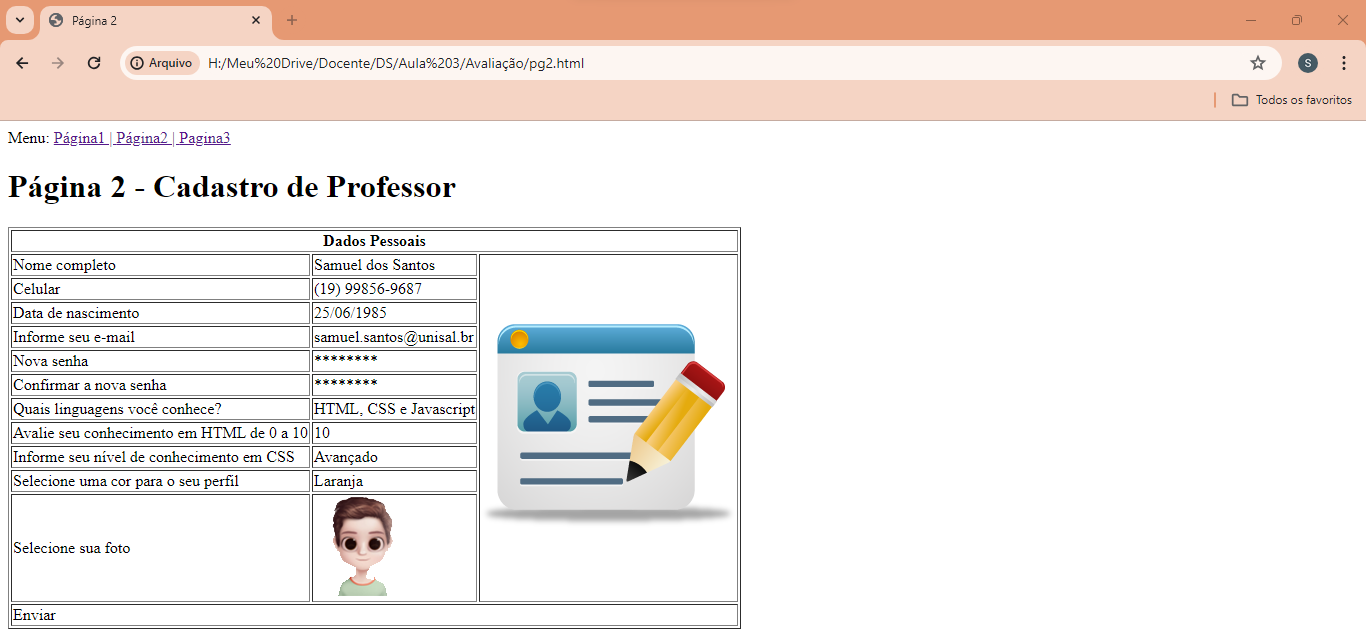 Página 2
Arquivo
H:/Meu%20Drive/Docente/DS/Aula%203/Avaliação/pg2.html
S
Todos os favoritos
Menu: Página1 | Página2 | Pagina3
Página 2 - Cadastro de Professor
Dados Pessoais
Nome completo Samuel dos Santos
Celular (19) 99856-9687
Data de nascimento 25/06/1985
Informe seu e-mail samuel.santos@unisal.br
Nova senha ********
Confirmar a nova senha ********
Quais linguagens você conhece? HTML, CSS e Javascript
Avalie seu conhecimento em HTML de 0 a 10 10
Informe seu nível de conhecimento em CSS Avançado
Selecione uma cor para o seu perfil Laranja
Selecione sua foto
Enviar